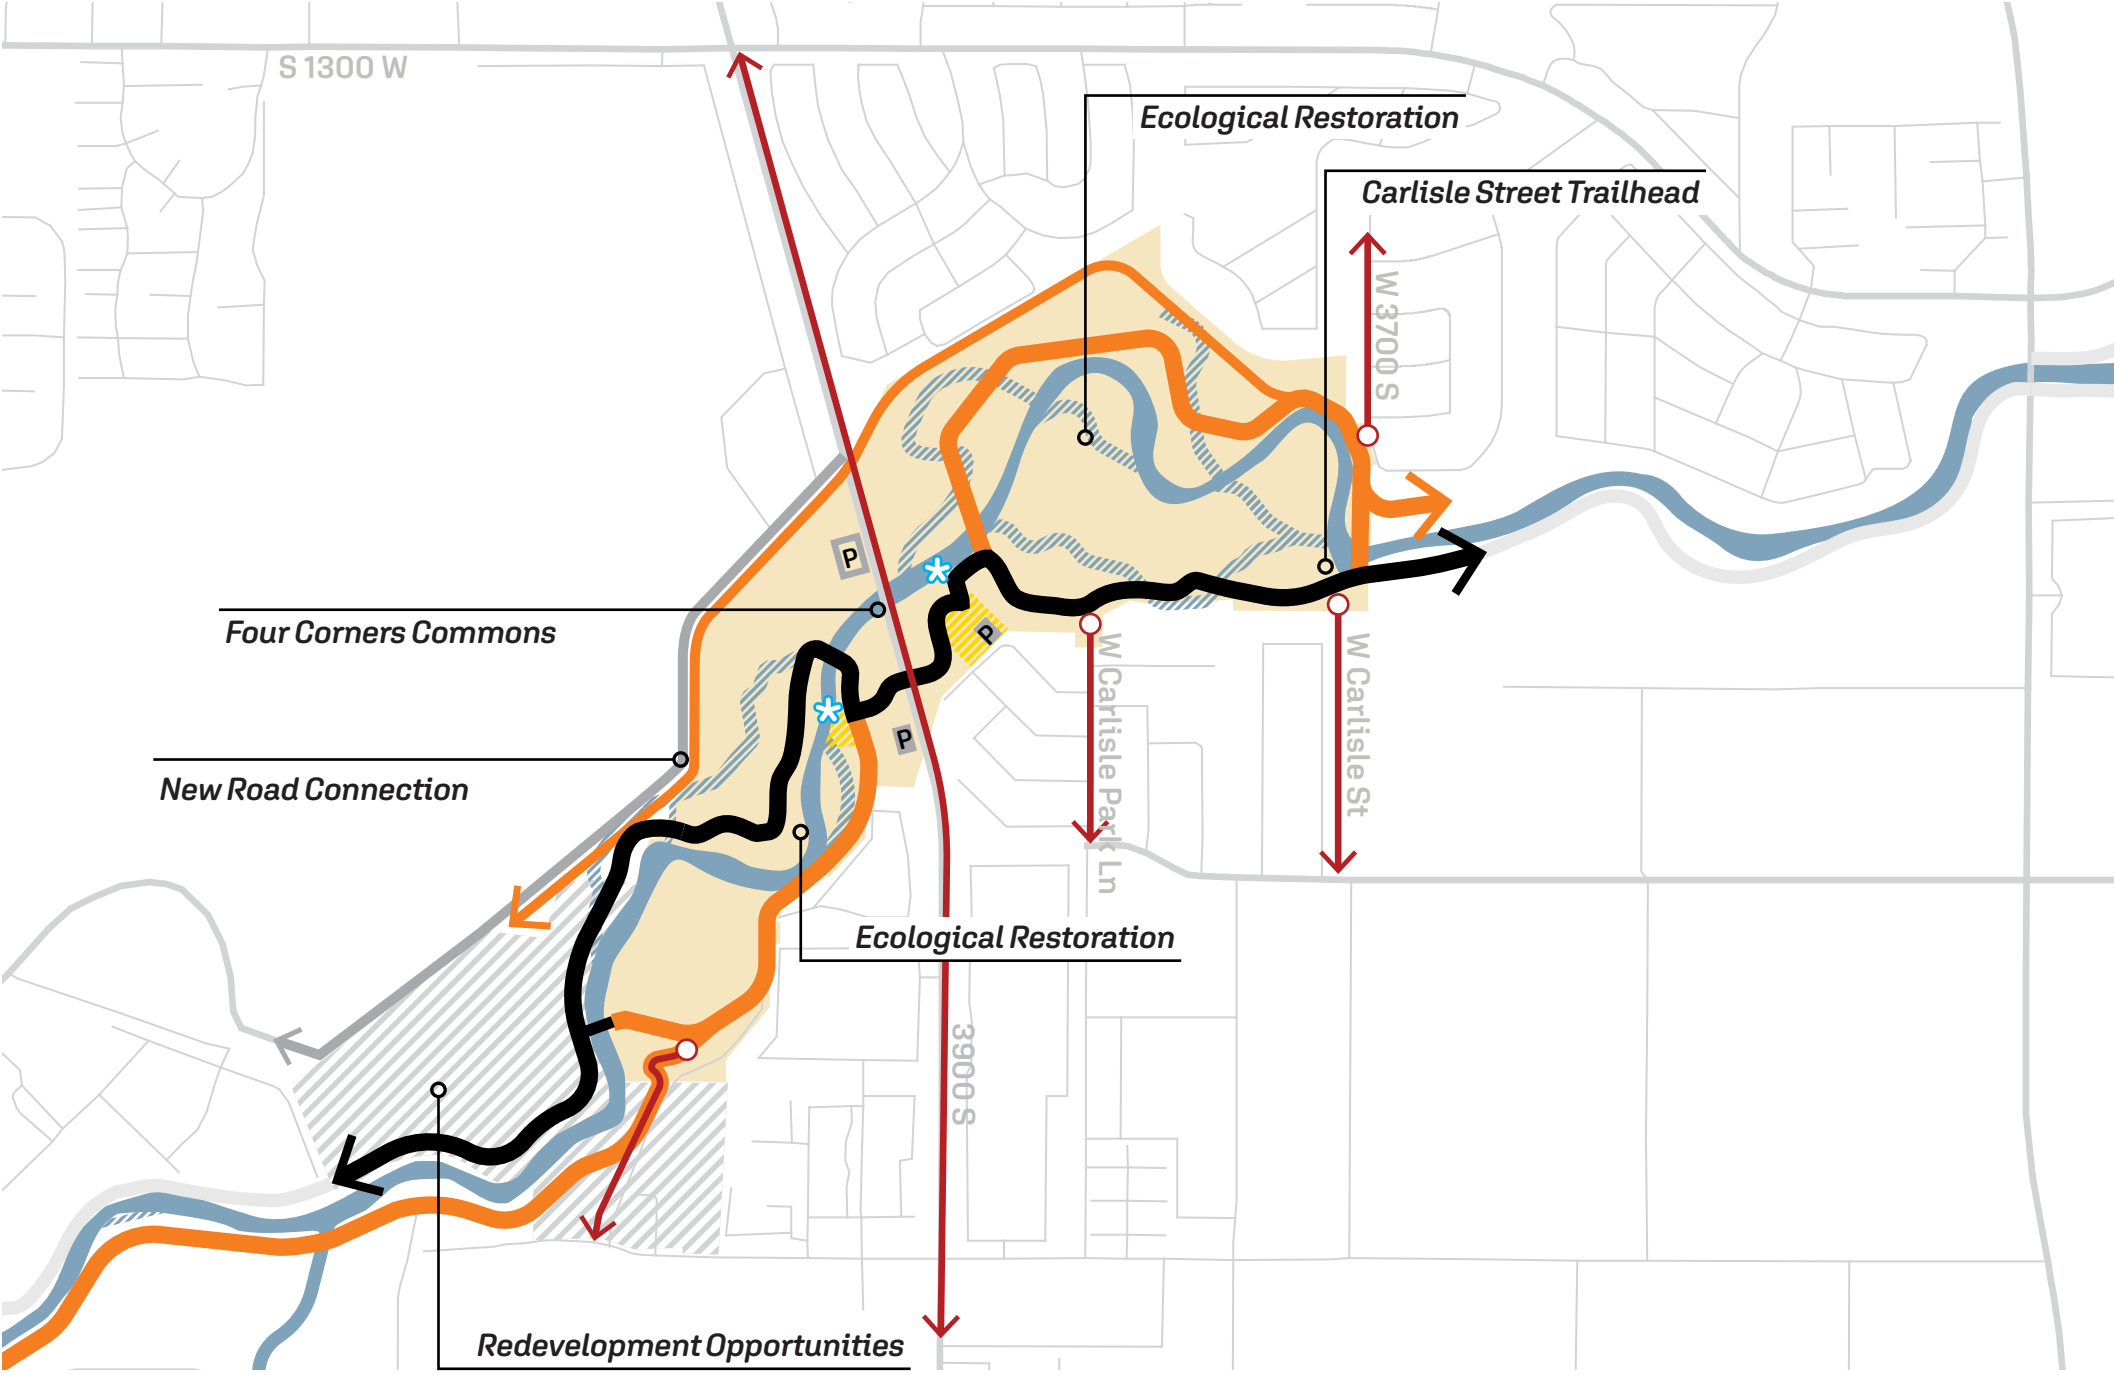 S 1300 W
Ecological Restoration
Carlisle Street Trailhead
W 3700 S
P
Four Corners Commons
P
W Carlisle Park Ln
W Carlisle St
P
New Road Connection
Ecological Restoration
3900 S
Redevelopment Opportunities